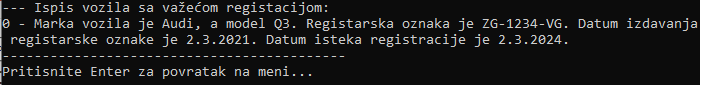 --- Ispis vozila sa važećom registacijom:
0 - Marka vozila je Audi, a model Q3. Registarska oznaka je ZG-1234-VG. Datum izdavanja
registarske oznake je 2.3.2021. Datum isteka registracije je 2.3.2024.
-------------------------------------------
Pritisnite Enter za povratak na meni...